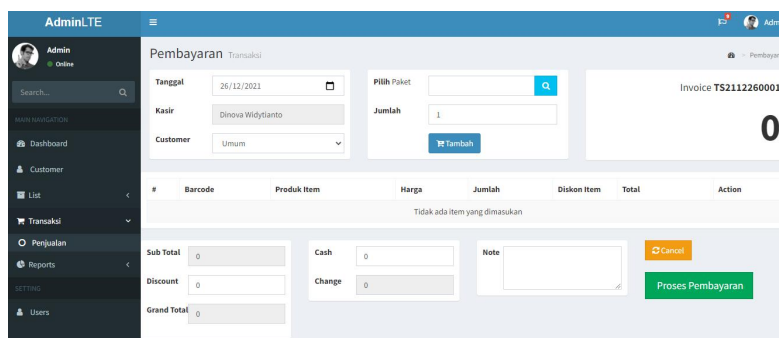 AdminLTE
Adm
Admin
Online
Search...
MAIN NAVIGATION
Dashboard
Customer
List
Transaksi
Penjualan
Reports
SETTING
Users
Pembayaran Transaksi
Pembayar
Tanggal 26/12/2021
Kasir Dinova Widytianto
Customer Umum
Pilih Paket
Jumlah 1
Tambah
Invoice TS2112260001
0
# Barcode Produk Item Harga Jumlah Diskon Item Total Action
Tidak ada item yang dimasukan
Sub Total 0
Discount 0
Grand Total 0
Cash 0
Change 0
Note
Cancel
Proses Pembayaran